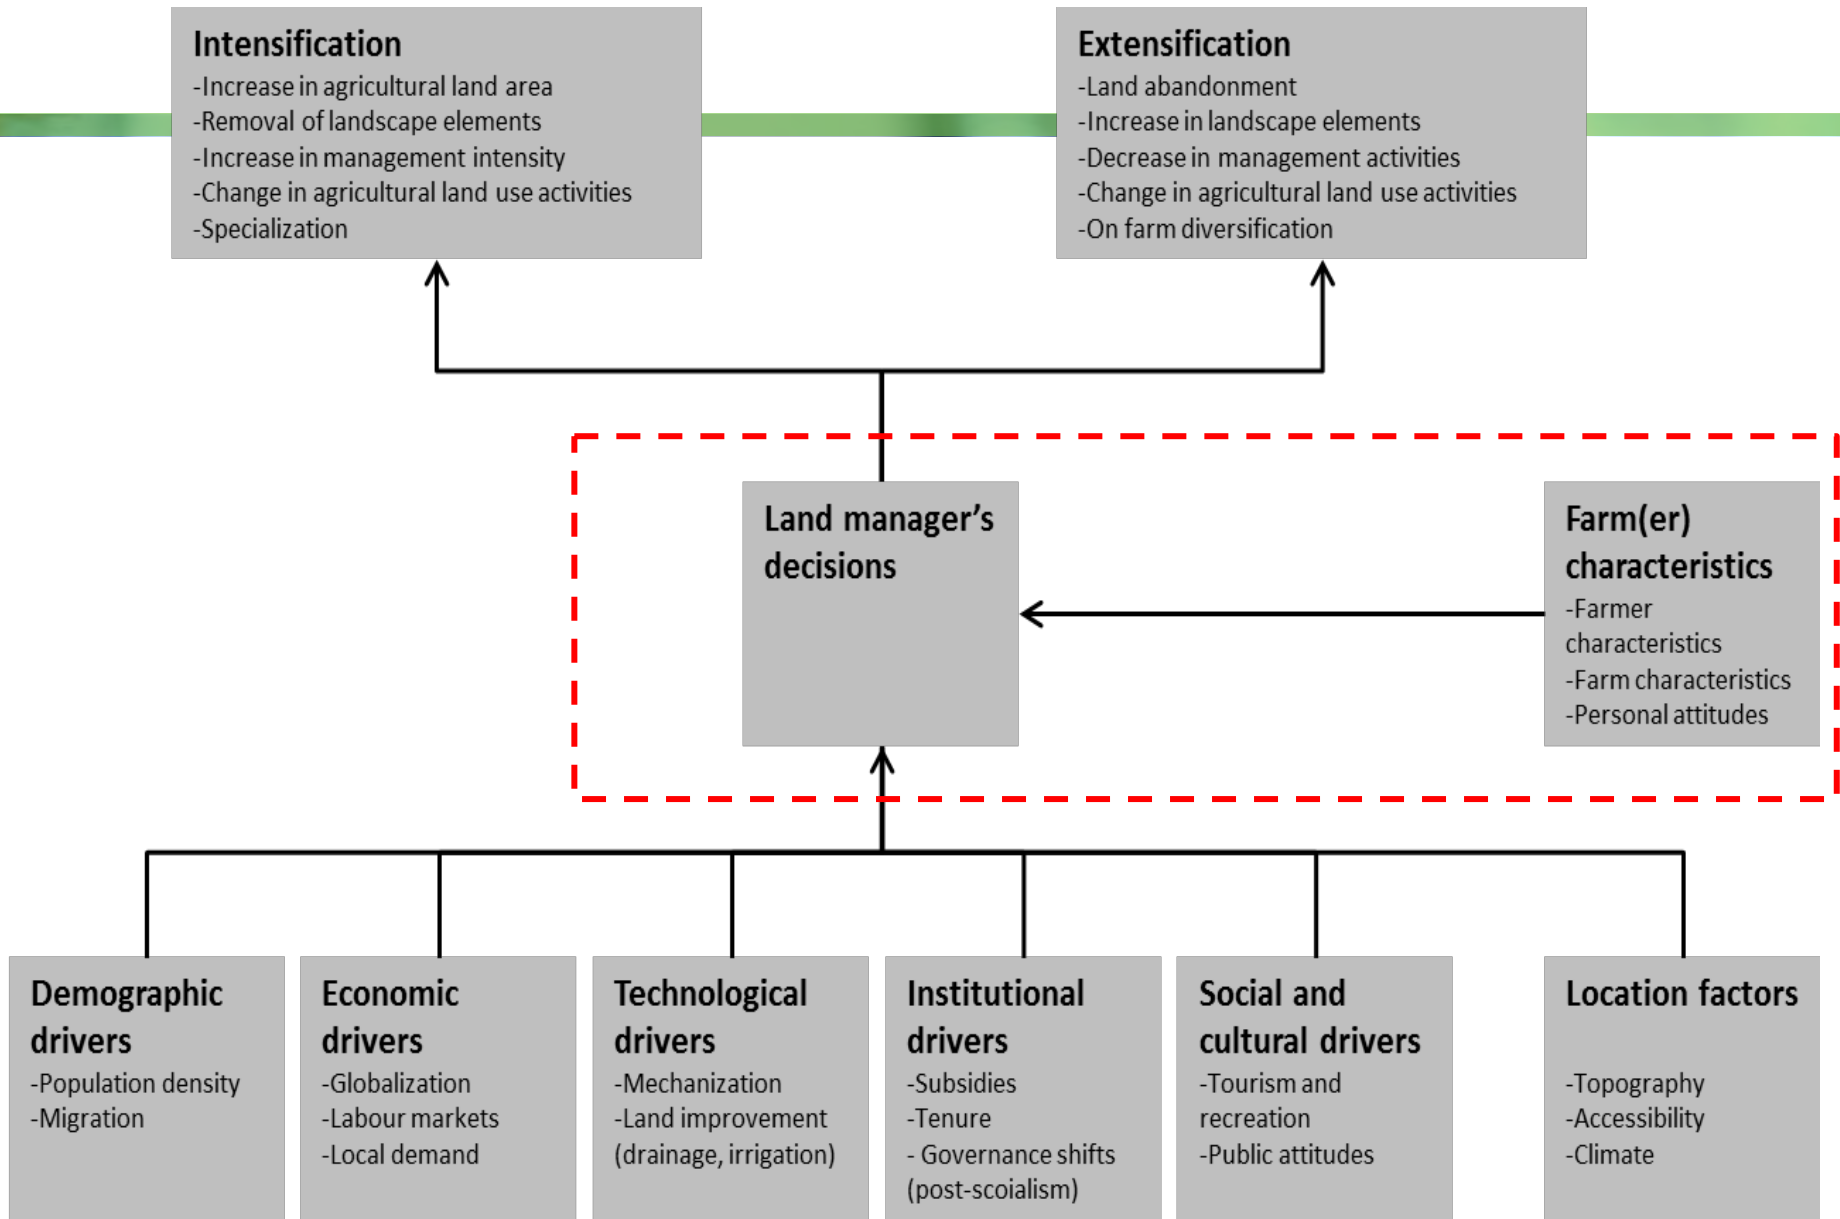 Intensification
-Increase in agricultural land area
-Removal of landscape elements
-Increase in management intensity
-Change in agricultural land use activities
-Specialization
Extensification
-Land abandonment
-Increase in landscape elements
-Decrease in management activities
-Change in agricultural land use activities
-On farm diversification
Land manager’s
decisions
Farm(er)
characteristics
-Farmer
characteristics
-Farm characteristics
-Personal attitudes
Demographic
drivers
-Population density
-Migration
Economic
drivers
-Globalization
-Labour markets
-Local demand
Technological
drivers
-Mechanization
-Land improvement
(drainage, irrigation)
Institutional
drivers
-Subsidies
-Tenure
- Governance shifts
(post-scoialism)
Social and
cultural drivers
-Tourism and
recreation
-Public attitudes
Location factors
-Topography
-Accessibility
-Climate